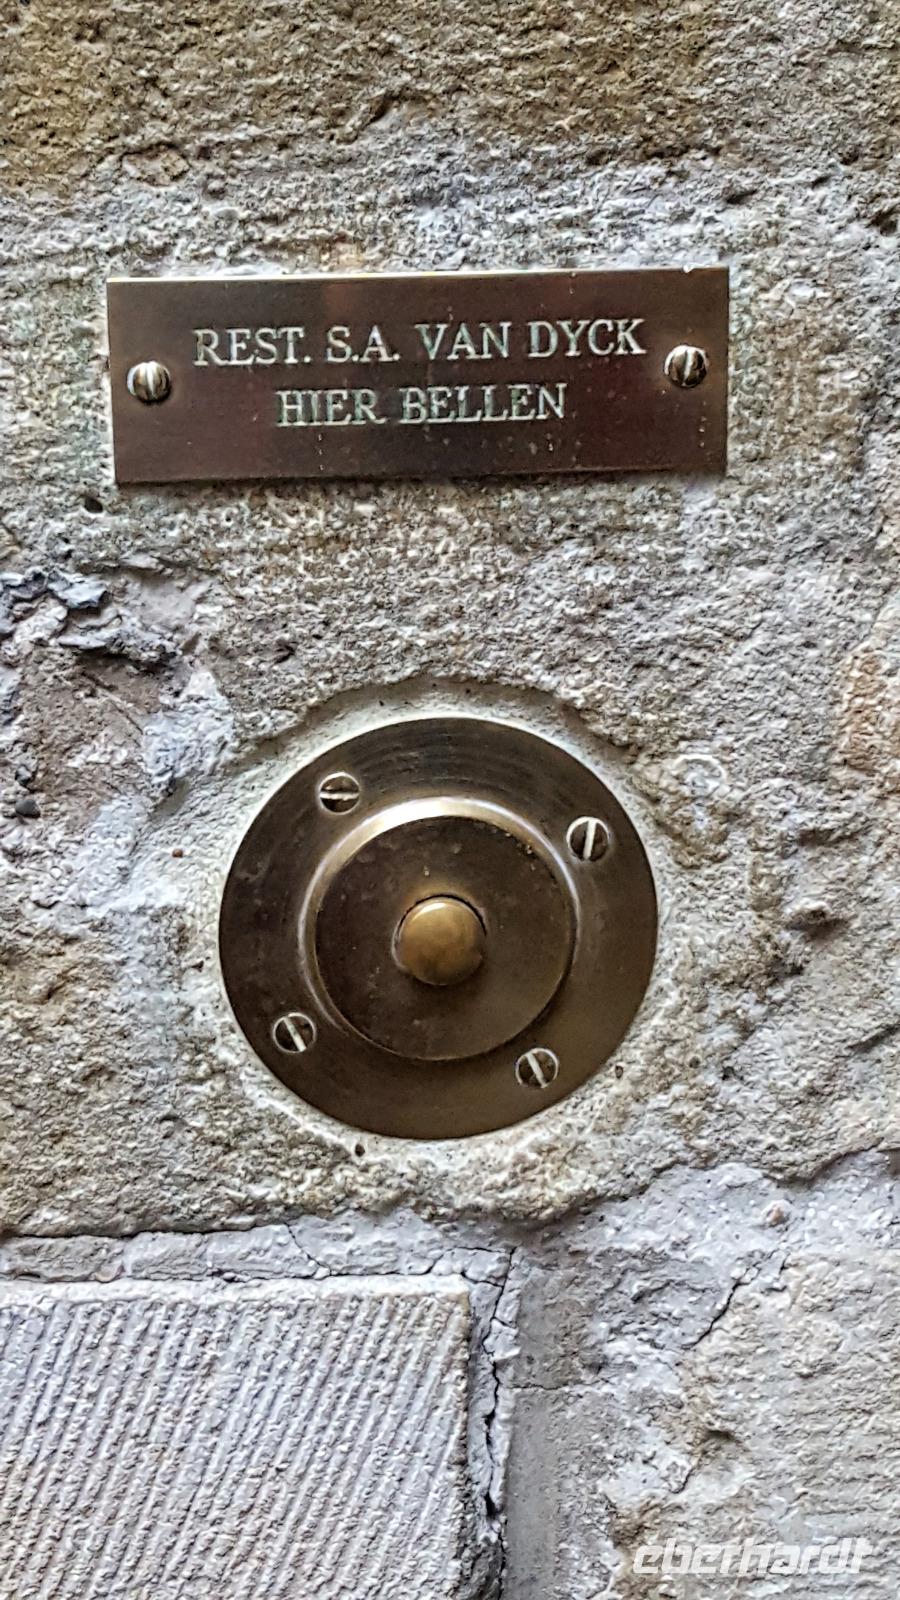 REST. S.A. VAN DYCK
HIER BELLEN
eberhardt